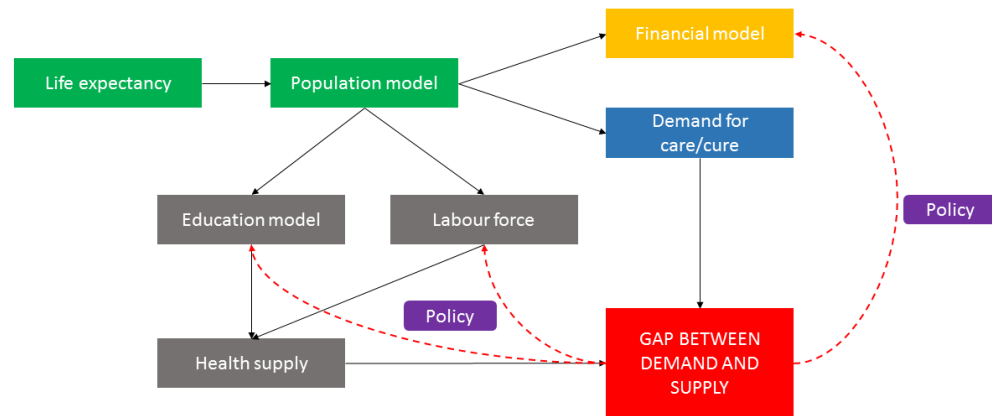 Financial model
Life expectancy
Population model
Demand for
care/cure
Education model
Labour force
Policy
Policy
Health supply
GAP BETWEEN
DEMAND AND
SUPPLY